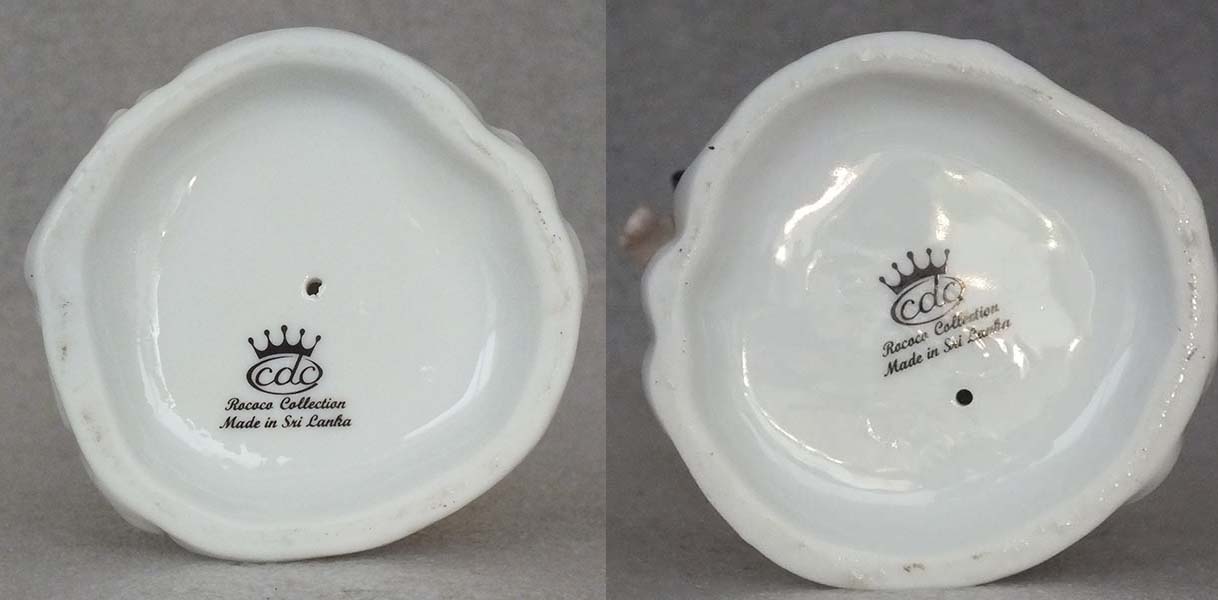 cdc
Rococo Collection
Made in Sri Lanka
cdc
Rococo Collection
Made in Sri Lanka